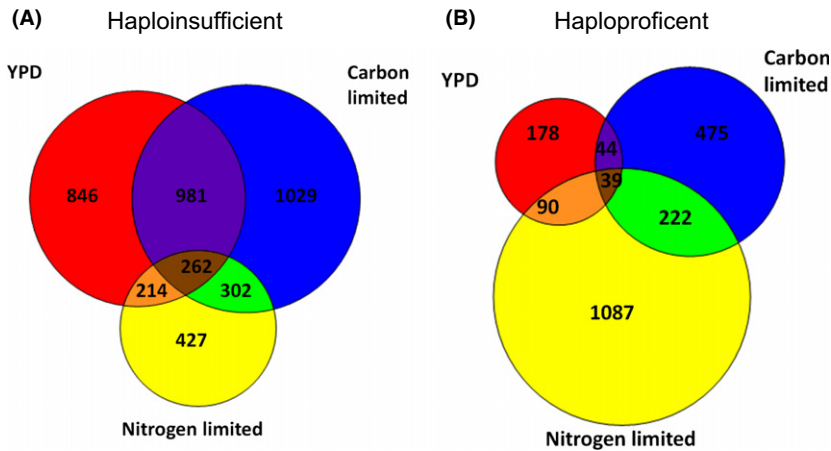 (A)
Haploinsufficient
YPD
Carbon
limited
846
981
1029
262
214
302
427
Nitrogen limited
(B)
Haploproficent
YPD
Carbon
limited
178
44
475
39
90
222
1087
Nitrogen limited